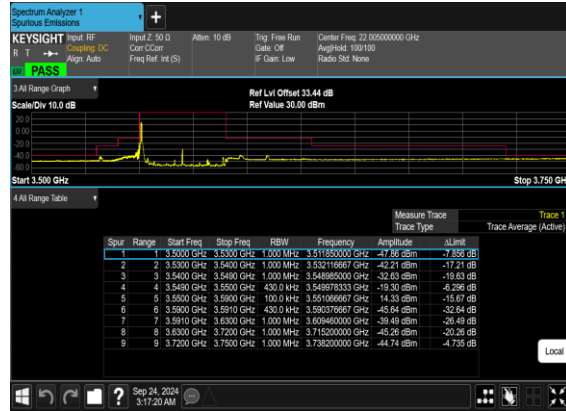 Spectrum Analyzer 1
Spurious Emissions
+
KEYSIGHT Input: RF Input Z: 50 Ω Atten: 10 dB Trig: Free Run Center Freq: 22.005000000 GHz
R T Coupling: DC Corr CCorr Gate: Off Avg|Hold: 100/100
Align: Auto Freq Ref: Int (S) IF Gain: Low Radio Std: None
PASS
3 All Range Graph
Ref Lvl Offset 33.44 dB
Scale/Div 10.0 dB Ref Value 30.00 dBm
20.0
0.00
-20.0
-40.0
-60.0
Start 3.500 GHz Stop 3.750 GH
4 All Range Table
Measure Trace Trace 1
Trace Type Trace Average (Active)
Spur Range Start Freq Stop Freq RBW Frequency Amplitude ΔLimit
1 1 3.5000 GHz 3.5300 GHz 1.000 MHz 3.511850000 GHz -47.86 dBm -7.856 dB
2 2 3.5300 GHz 3.5400 GHz 1.000 MHz 3.532116667 GHz -42.21 dBm -17.21 dB
3 3 3.5400 GHz 3.5490 GHz 1.000 MHz 3.548985000 GHz -32.63 dBm -19.63 dB
4 4 3.5490 GHz 3.5500 GHz 430.0 kHz 3.549978333 GHz -19.30 dBm -6.296 dB
5 5 3.5500 GHz 3.5900 GHz 100.0 kHz 3.551066667 GHz 14.33 dBm -15.67 dB
6 6 3.5900 GHz 3.5910 GHz 430.0 kHz 3.590376667 GHz -45.64 dBm -32.64 dB
7 7 3.5910 GHz 3.6300 GHz 1.000 MHz 3.609460000 GHz -39.49 dBm -26.49 dB
8 8 3.6300 GHz 3.7200 GHz 1.000 MHz 3.715200000 GHz -45.26 dBm -20.26 dB
9 9 3.7200 GHz 3.7500 GHz 1.000 MHz 3.738200000 GHz -44.74 dBm -4.735 dB
Local
? Sep 24, 2024
3:17:20 AM